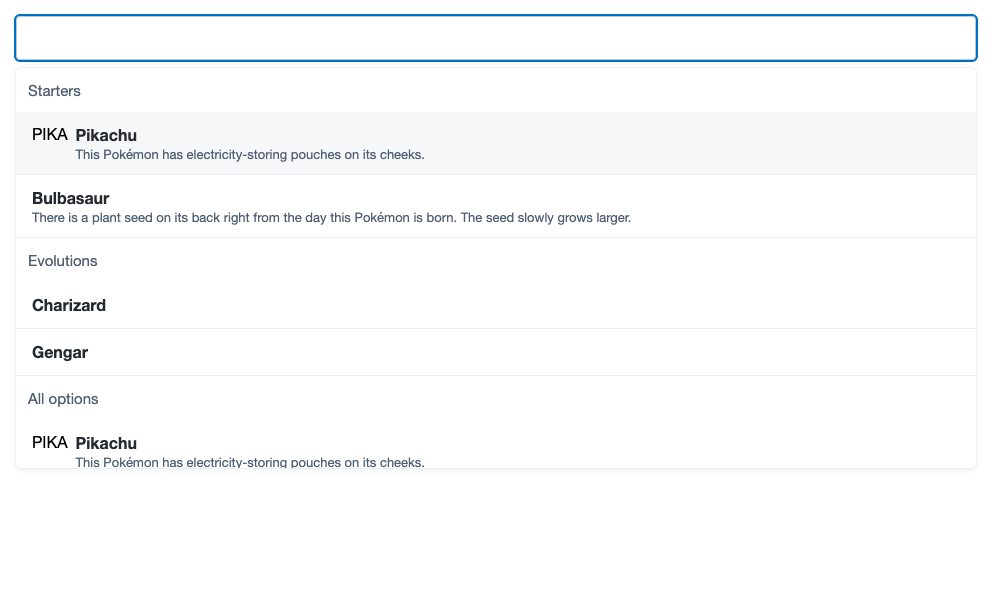 Starters
PIKA Pikachu
This Pokémon has electricity-storing pouches on its cheeks.
Bulbasaur
There is a plant seed on its back right from the day this Pokémon is born. The seed slowly grows larger.
Evolutions
Charizard
Gengar
All options
PIKA Pikachu
This Pokémon has electricity-storing pouches on its cheeks.